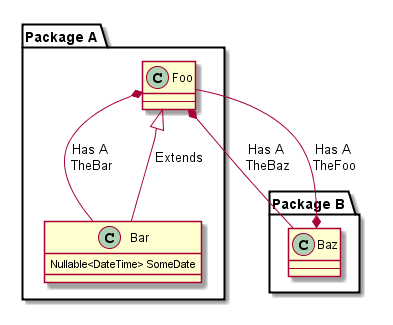 Package A
C Foo
Has A
TheBar
Extends
Has A
TheBaz
Has A
TheFoo
Package B
C Bar
Nullable<DateTime> SomeDate
C Baz